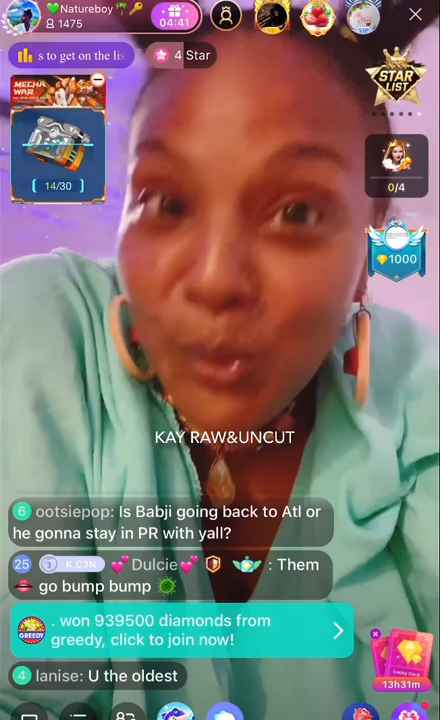 Natureboy
1475
04:41
s to get on the lis
4 Star
MECHA
WAR
STAR
LIST
14/30
0/4
1000
KAY RAW&UNCUT
6 ootsiepop: Is Babji going back to Atl or
he gonna stay in PR with yall?
25 K.C3N Dulcie : Them
go bump bump
. won 939500 diamonds from
GREEDY
greedy, click to join now!
4 lanise: U the oldest
Lucky Card
13h31m